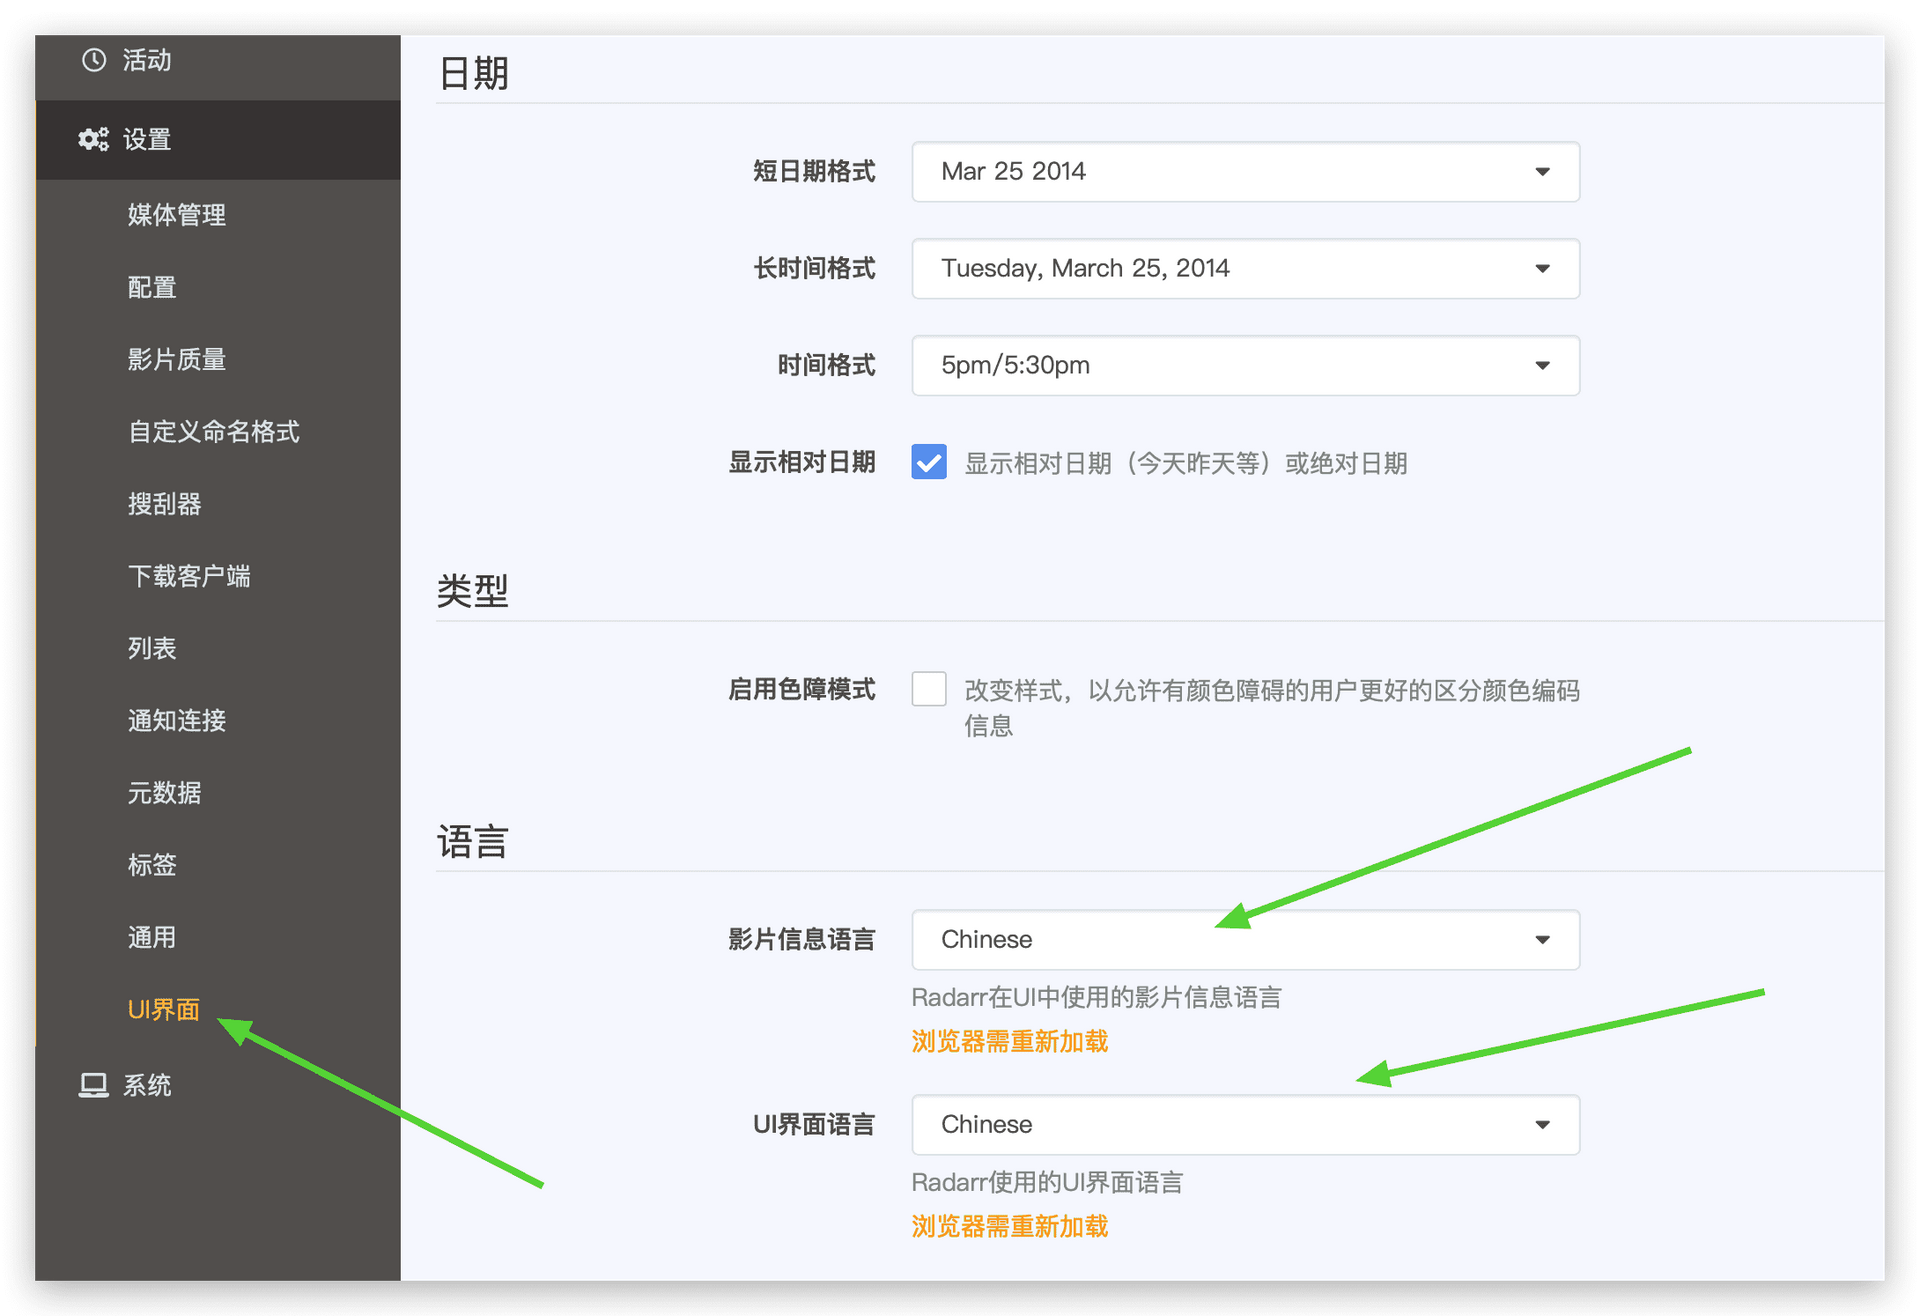 活动
设置
媒体管理
配置
影片质量
自定义命名格式
搜刮器
下载客户端
列表
通知连接
元数据
标签
通用
UI界面
系统
日期
短日期格式
Mar 25 2014
长时间格式
Tuesday, March 25, 2014
时间格式
5pm/5:30pm
显示相对日期
显示相对日期（今天昨天等）或绝对日期
类型
启用色障模式
改变样式，以允许有颜色障碍的用户更好的区分颜色编码
信息
语言
影片信息语言
Chinese
Radarr在UI中使用的影片信息语言
浏览器需重新加载
UI界面语言
Chinese
Radarr使用的UI界面语言
浏览器需重新加载